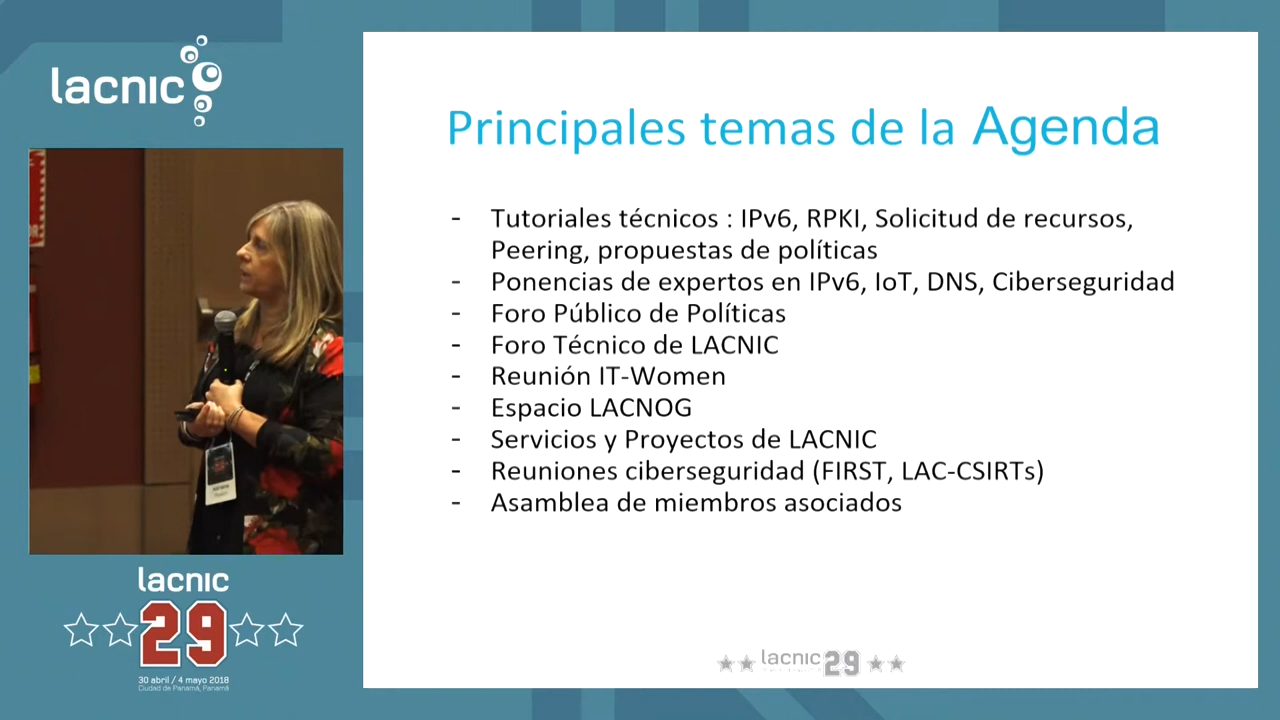 lacnic
Principales temas de la Agenda
- Tutoriales técnicos : IPv6, RPKI, Solicitud de recursos,
Peering, propuestas de políticas
- Ponencias de expertos en IPv6, IoT, DNS, Ciberseguridad
- Foro Público de Políticas
- Foro Técnico de LACNIC
- Reunión IT-Women
- Espacio LACNOG
- Servicios y Proyectos de LACNIC
- Reuniones ciberseguridad (FIRST, LAC-CSIRTs)
- Asamblea de miembros asociados
lacnic
29
30 abril / 4 mayo 2018
Ciudad de Panamá, Panamá
lacnic 29